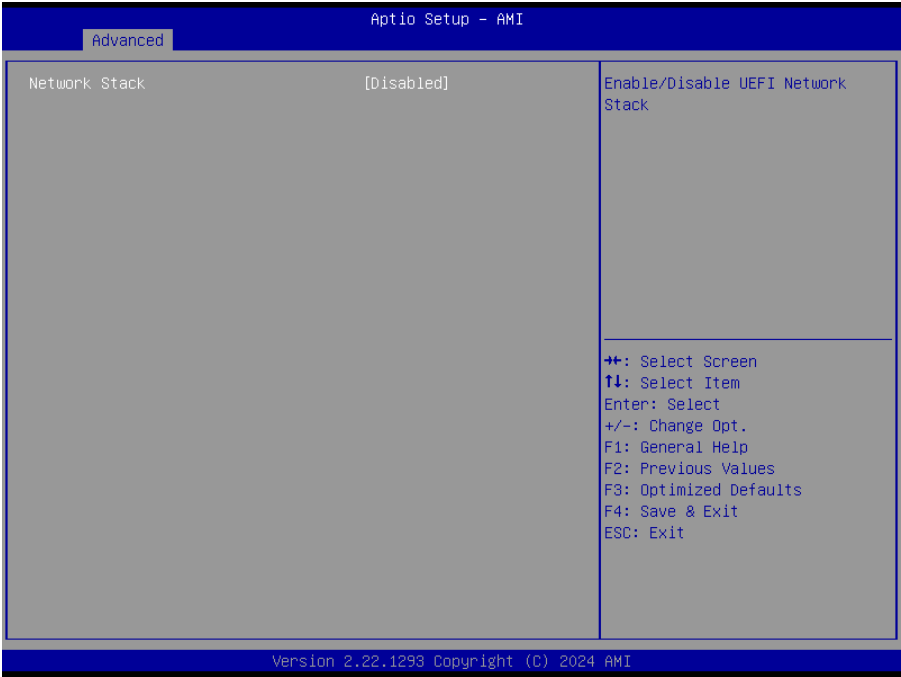 Aptio Setup – AMI
Advanced
Network Stack [Disabled]
Enable/Disable UEFI Network
Stack
→←: Select Screen
↑↓: Select Item
Enter: Select
+/-: Change Opt.
F1: General Help
F2: Previous Values
F3: Optimized Defaults
F4: Save & Exit
ESC: Exit
Version 2.22.1293 Copyright (C) 2024 AMI